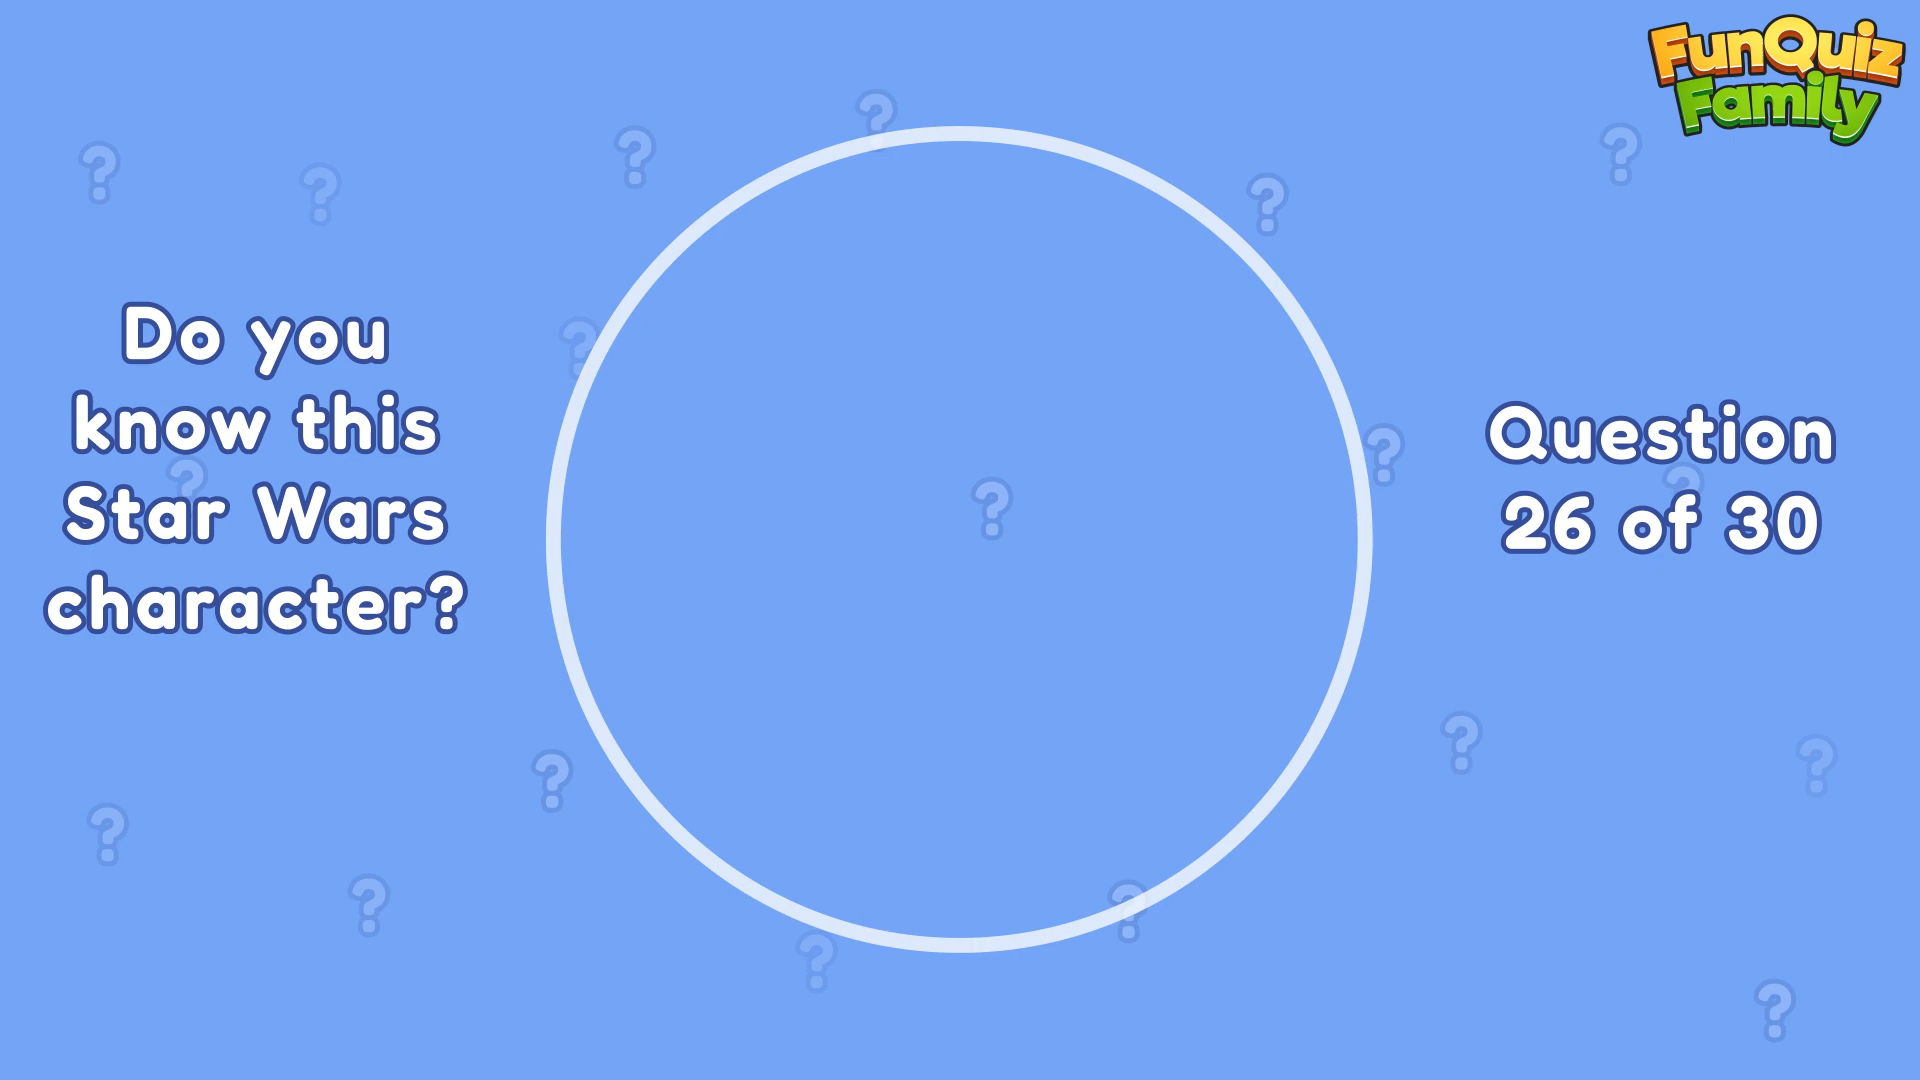 FunQuiz
Family
Do you
know this
Star Wars
character?
Question
26 of 30